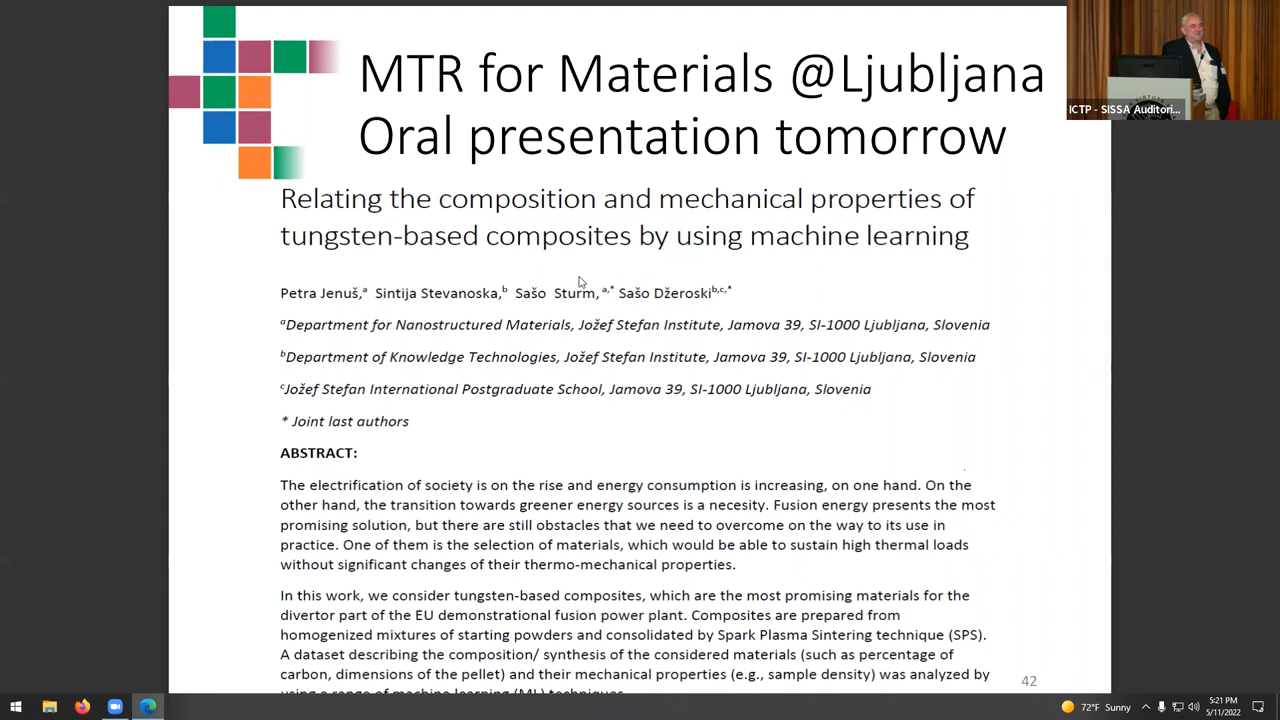 MTR for Materials @Ljubljana
Oral presentation tomorrow
ICTP - SISSA Auditori...
Relating the composition and mechanical properties of
tungsten-based composites by using machine learning
Petra Jenuš,ᵃ Sintija Stevanoska,ᵇ Sašo Sturm,ᵃ,* Sašo Džeroskiᵇ,ᶜ,*
ᵃDepartment for Nanostructured Materials, Jožef Stefan Institute, Jamova 39, SI-1000 Ljubljana, Slovenia
ᵇDepartment of Knowledge Technologies, Jožef Stefan Institute, Jamova 39, SI-1000 Ljubljana, Slovenia
ᶜJožef Stefan International Postgraduate School, Jamova 39, SI-1000 Ljubljana, Slovenia
* Joint last authors
ABSTRACT:
The electrification of society is on the rise and energy consumption is increasing, on one hand. On the
other hand, the transition towards greener energy sources is a necesity. Fusion energy presents the most
promising solution, but there are still obstacles that we need to overcome on the way to its use in
practice. One of them is the selection of materials, which would be able to sustain high thermal loads
without significant changes of their thermo-mechanical properties.
In this work, we consider tungsten-based composites, which are the most promising materials for the
divertor part of the EU demonstrational fusion power plant. Composites are prepared from
homogenized mixtures of starting powders and consolidated by Spark Plasma Sintering technique (SPS).
A dataset describing the composition/ synthesis of the considered materials (such as percentage of
carbon, dimensions of the pellet) and their mechanical properties (e.g., sample density) was analyzed by
using a range of machine learning (ML) techniques.
42
72°F Sunny
5:21 PM
5/11/2022